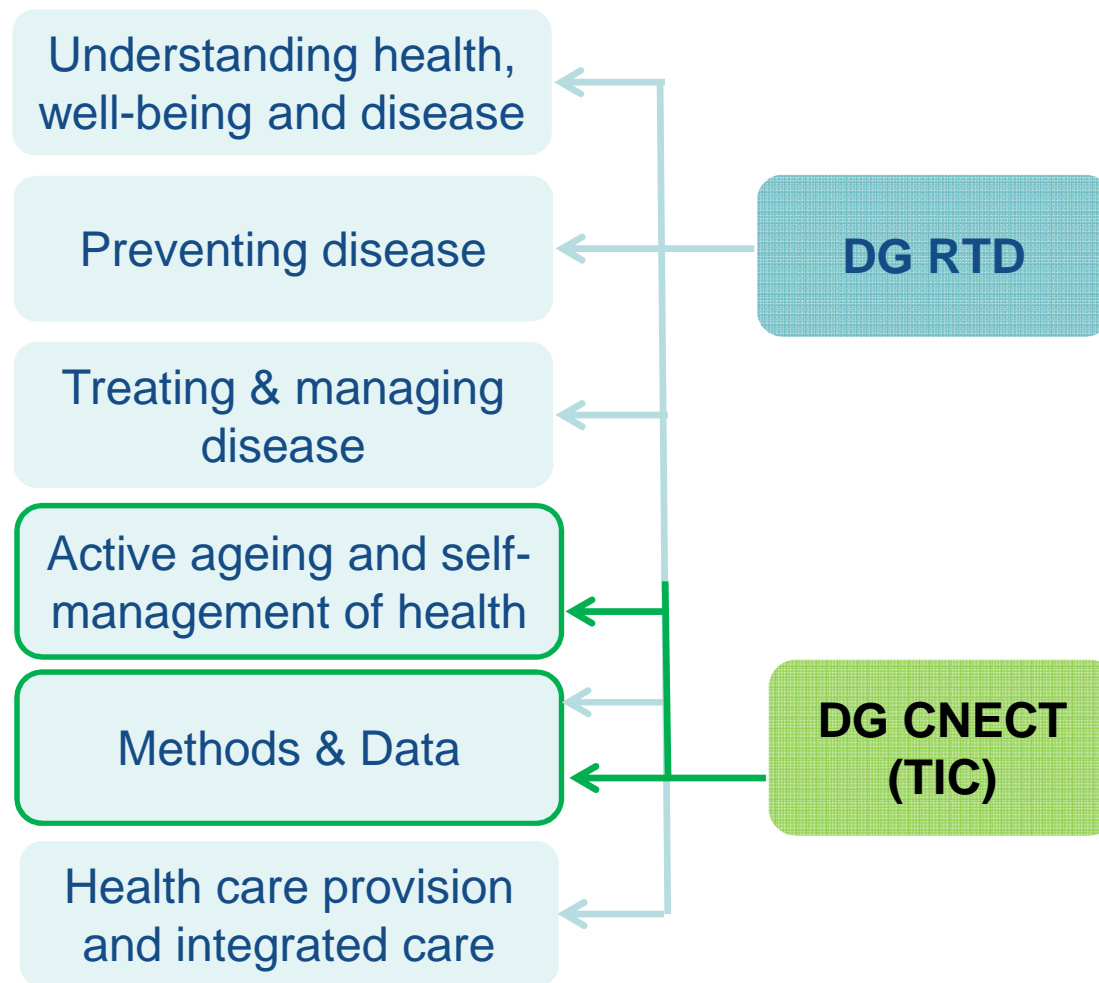 Understanding health,
well-being and disease
Preventing disease
DG RTD
Treating & managing
disease
Active ageing and self-
management of health
Methods & Data
DG CNECT
(TIC)
Health care provision
and integrated care